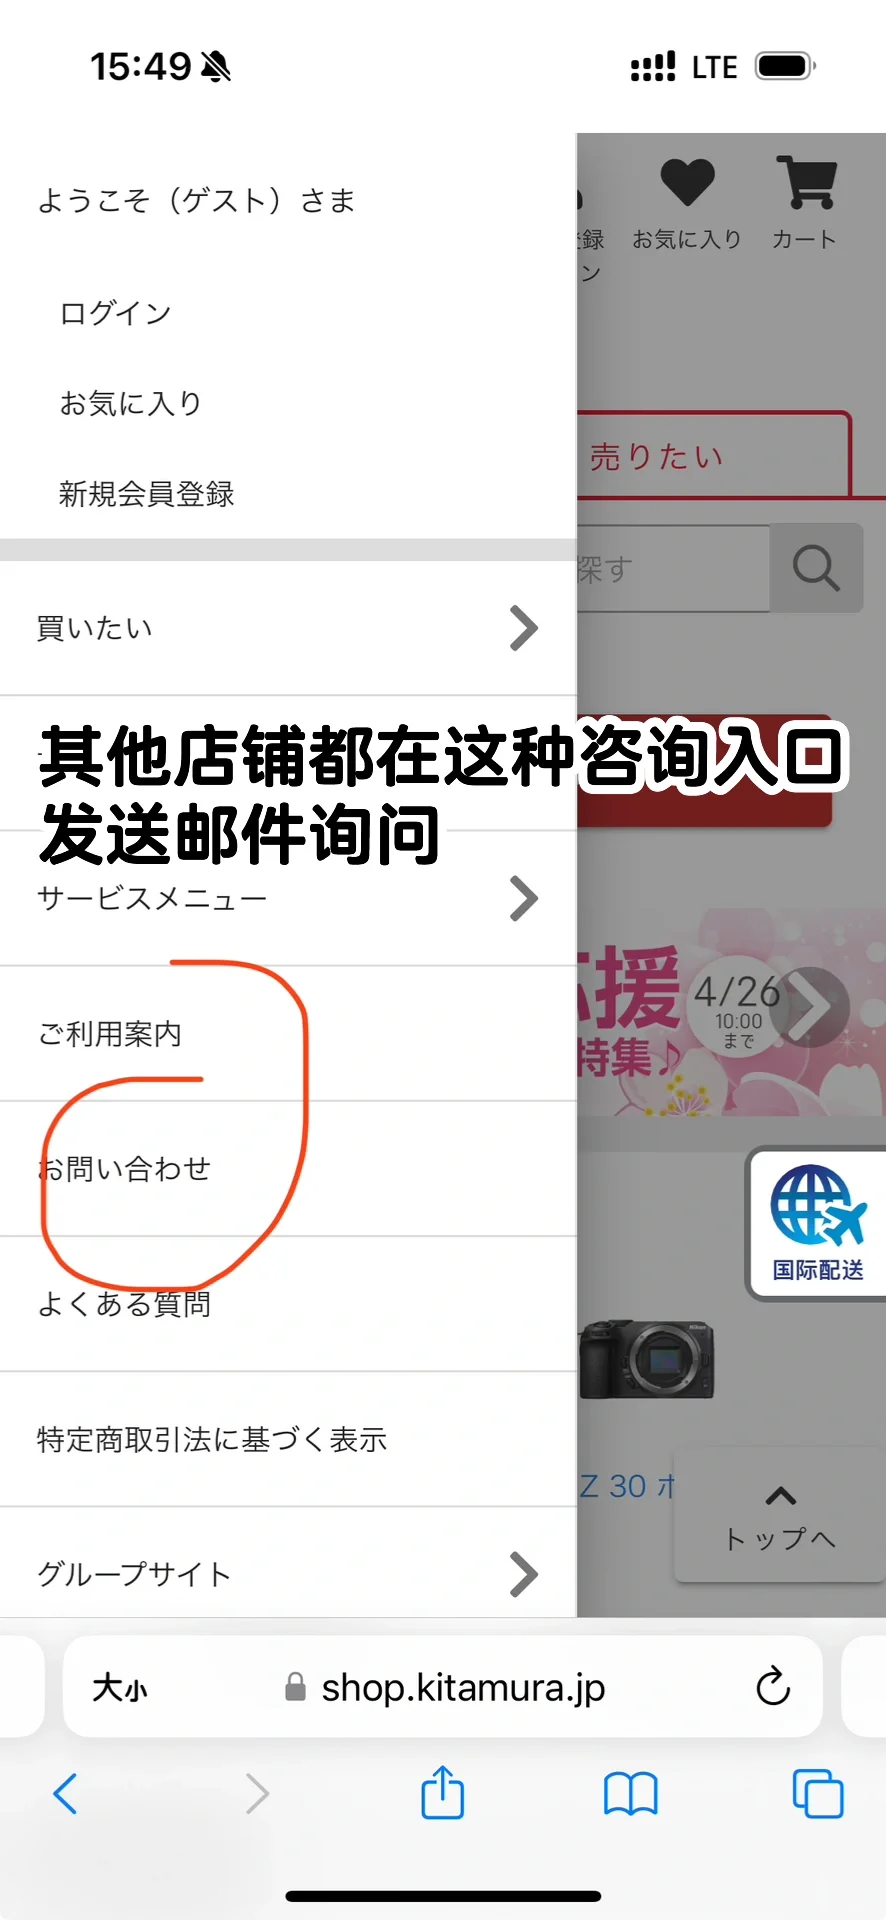 15:49
LTE
ようこそ（ゲスト）さま
録
ン
お気に入り
カート
ログイン
お気に入り
新規会員登録
売りたい
探す
買いたい
其他店铺都在这种咨询入口
发送邮件询问
サービスメニュー
応援
4/26
10:00
まで
特集♪
ご利用案内
お問い合わせ
国际配送
よくある質問
Nikon
特定商取引法に基づく表示
Z 30 ボ
トップへ
グループサイト
大小
shop.kitamura.jp